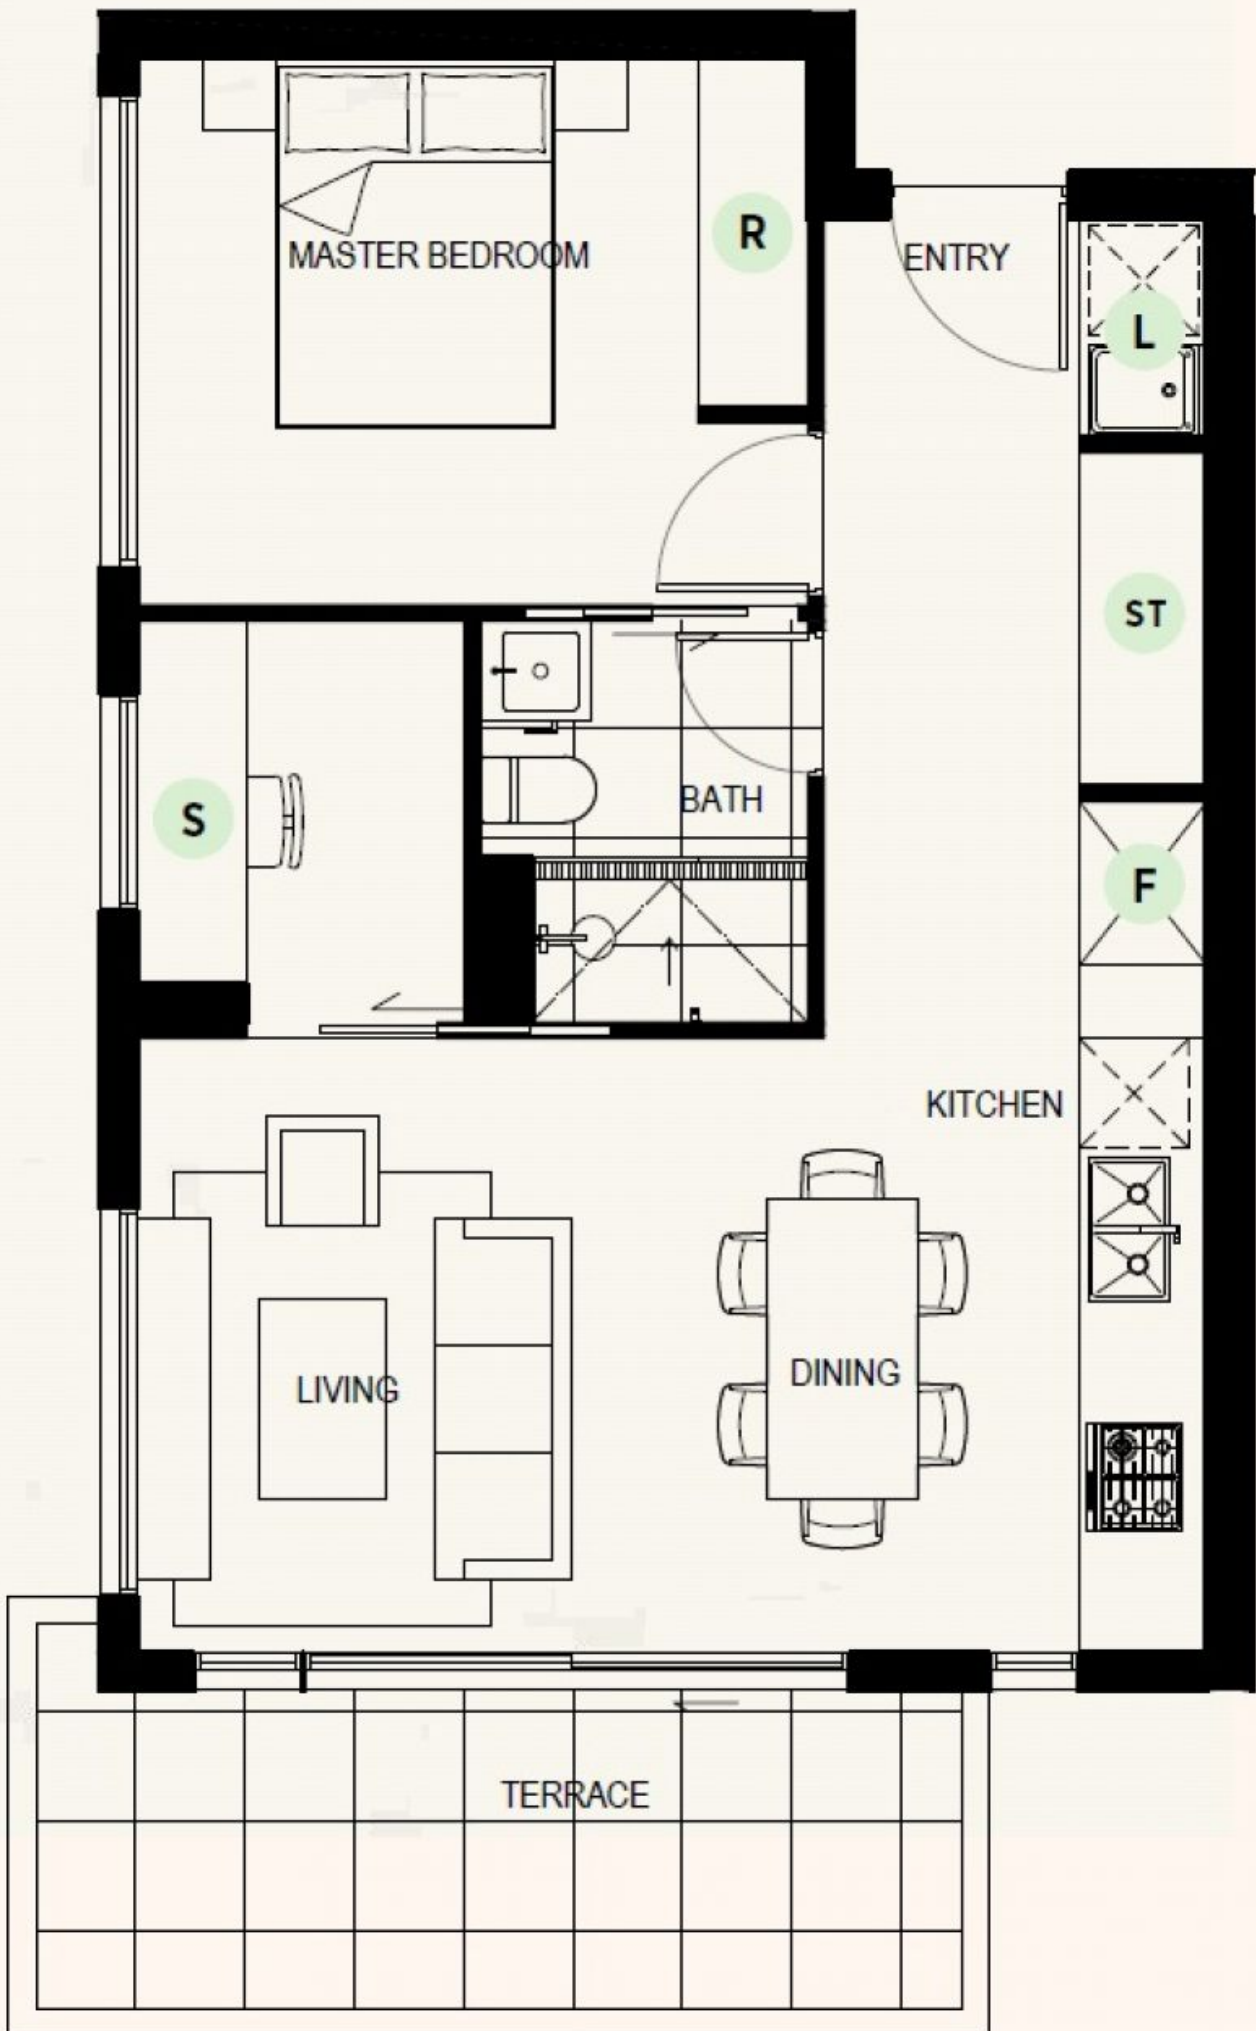 MASTER BEDROOM
R
ENTRY
L
ST
S
BATH
F
KITCHEN
LIVING
DINING
TERRACE